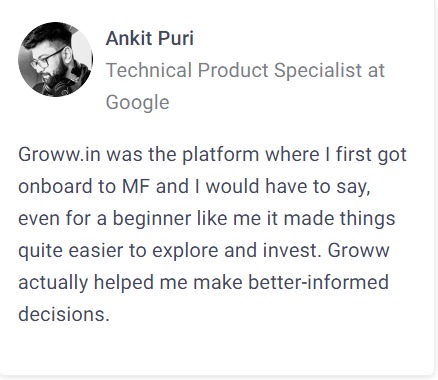 Ankit Puri
Technical Product Specialist at
Google
Groww.in was the platform where I first got
onboard to MF and I would have to say,
even for a beginner like me it made things
quite easier to explore and invest. Groww
actually helped me make better-informed
decisions.